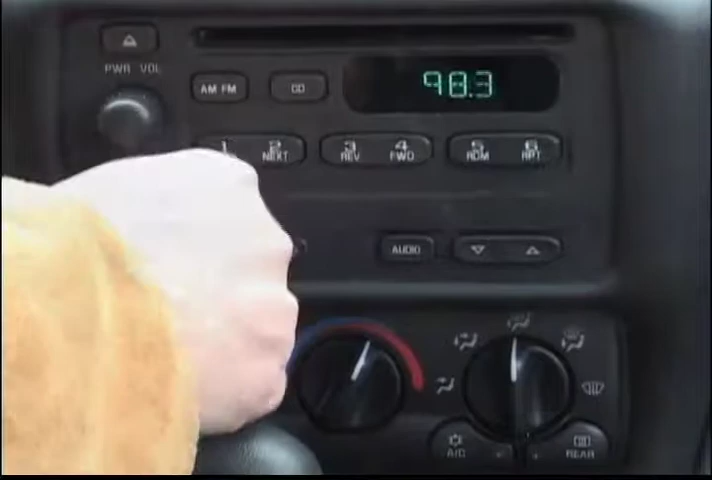 PWR VOL
AM FM
CD
98.3
1
2
NEXT
3
REV
4
FWD
5
RDM
6
RPT
AUDIO
A/C
REAR